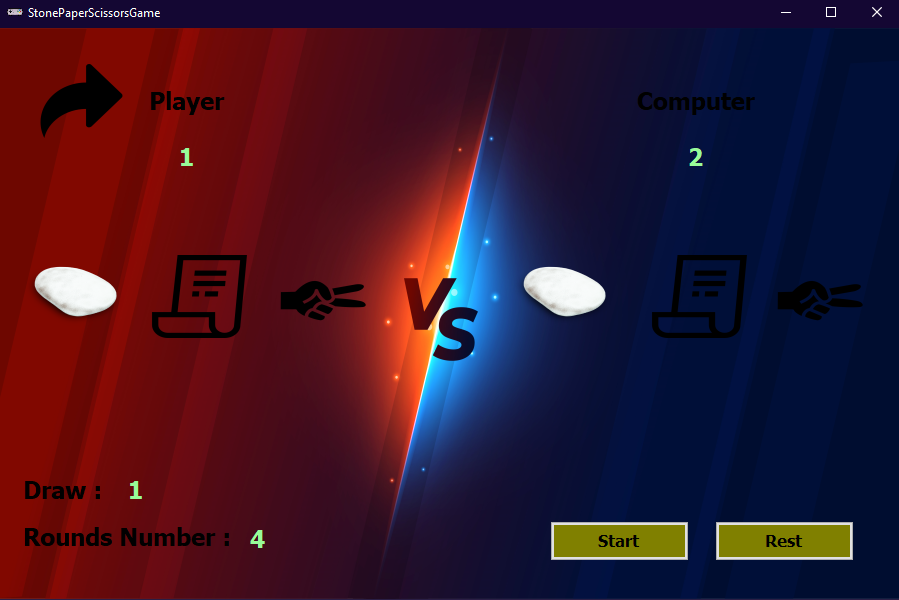 StonePaperScissorsGame
Player
Computer
1
2
VS
Draw : 1
Rounds Number : 4
Start
Rest